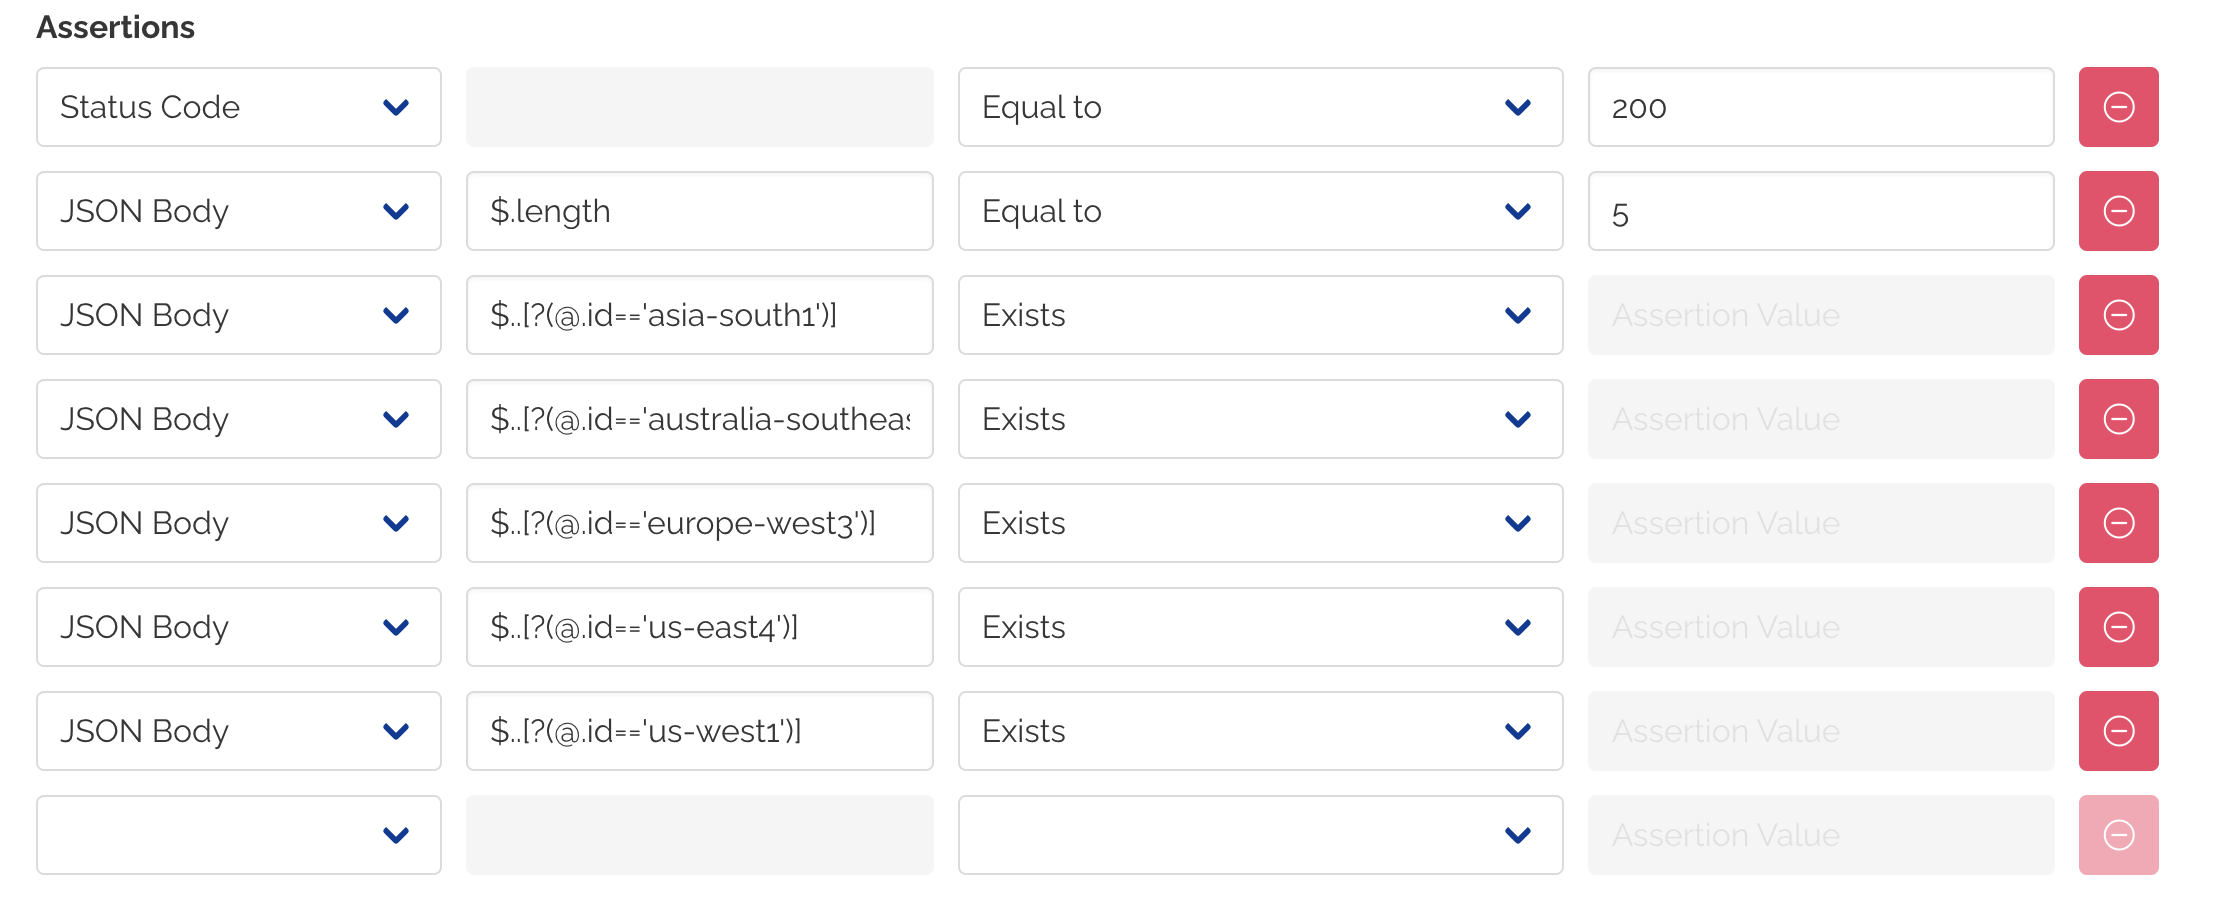 Assertions
Status Code Equal to 200
JSON Body $.length Equal to 5
JSON Body $..[?(@.id=='asia-south1')] Exists Assertion Value
JSON Body $..[?(@.id=='australia-southeas Exists Assertion Value
JSON Body $..[?(@.id=='europe-west3')] Exists Assertion Value
JSON Body $..[?(@.id=='us-east4')] Exists Assertion Value
JSON Body $..[?(@.id=='us-west1')] Exists Assertion Value
Assertion Value